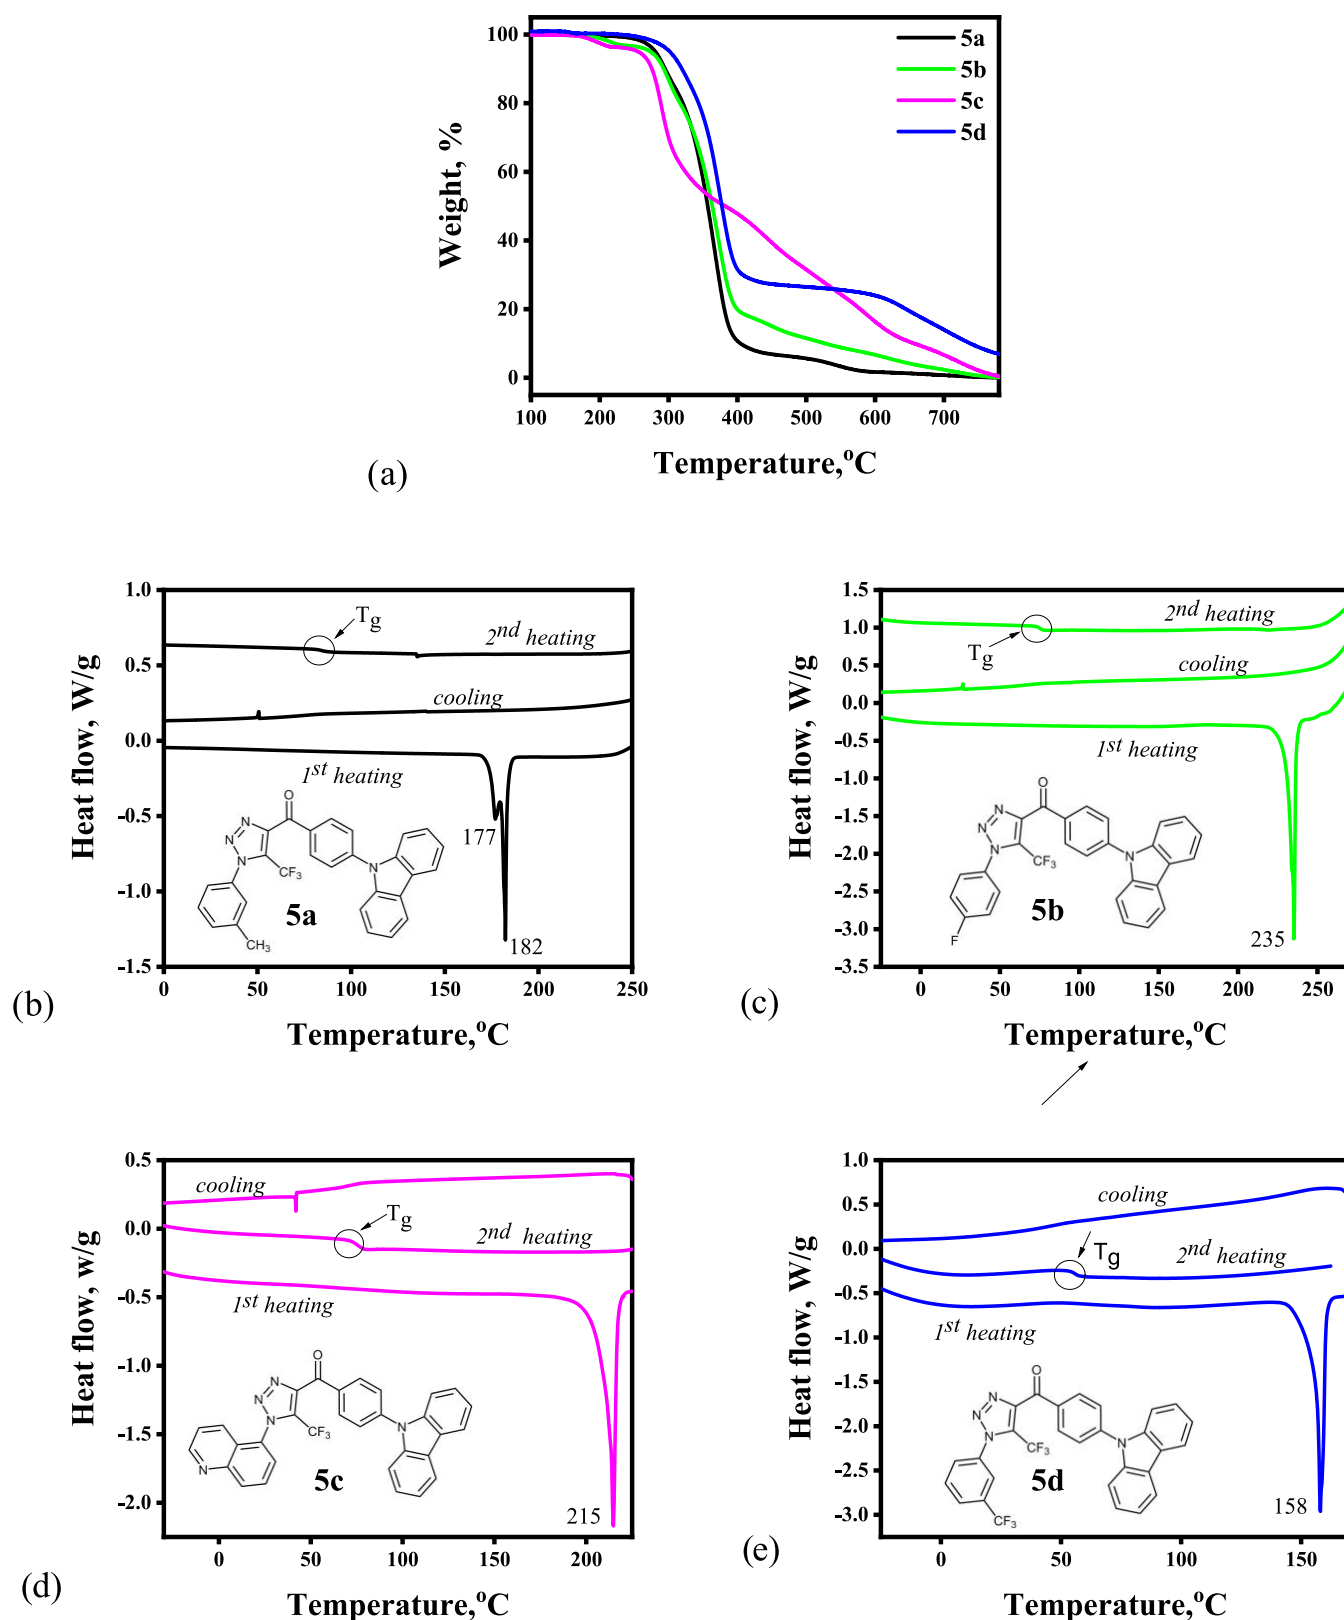 100
80
60
40
20
0
Weight, %
5a
5b
5c
5d
100 200 300 400 500 600 700
Temperature,°C
(a)
1.0
0.5
0.0
-0.5
-1.0
-1.5
Heat flow, W/g
Tg
2nd heating
cooling
1st heating
177
182
O
N
N
N
CF3
N
CH3
5a
0 50 100 150 200 250
Temperature,°C
(b)
1.5
1.0
0.5
0.0
-0.5
-1.0
-1.5
-2.0
-2.5
-3.0
-3.5
Heat flow, W/g
2nd heating
Tg
cooling
1st heating
O
N
N
N
CF3
N
F
5b
235
0 50 100 150 200 250
Temperature,°C
(c)
0.5
0.0
-0.5
-1.0
-1.5
-2.0
Heat flow, w/g
cooling
Tg
2nd heating
1st heating
O
N
N
N
CF3
N
N
5c
215
0 50 100 150 200
Temperature,°C
(d)
1.0
0.5
0.0
-0.5
-1.0
-1.5
-2.0
-2.5
-3.0
Heat flow, W/g
cooling
Tg
2nd heating
1st heating
O
N
N
N
CF3
N
CF3
5d
158
0 50 100 150
Temperature,°C
(e)